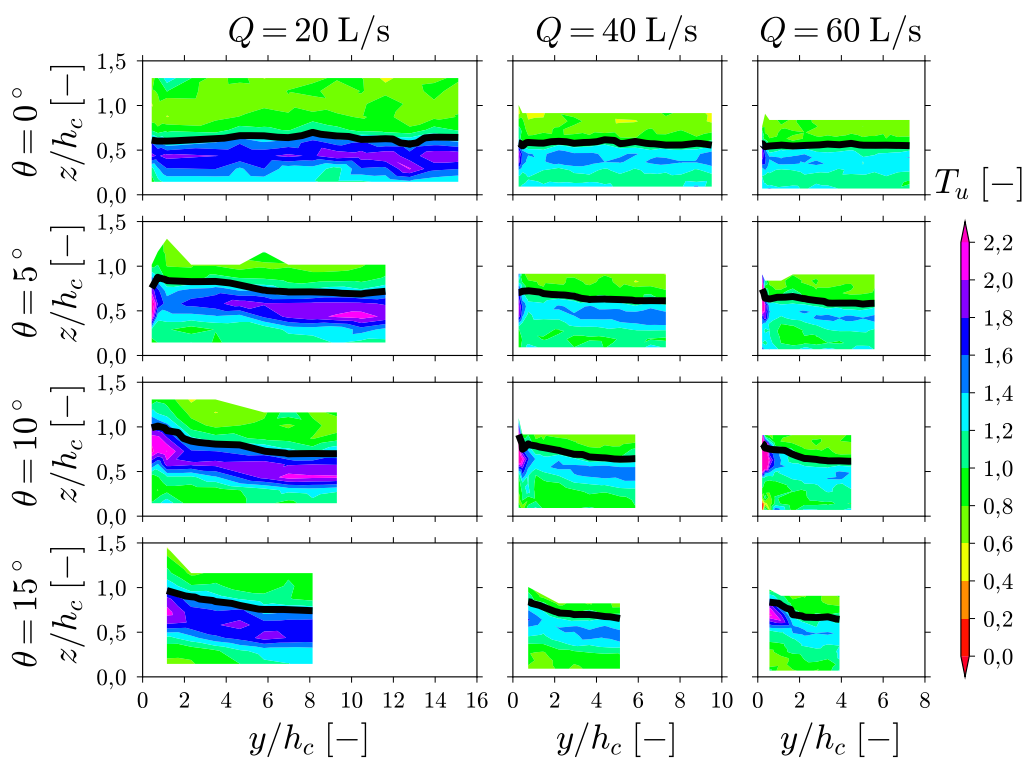 Q = 20 L/s Q = 40 L/s Q = 60 L/s
θ = 0° z/h_c [−] 1,5 1,0 0,5 0,0
T_u [−]
θ = 5° z/h_c [−] 1,5 1,0 0,5 0,0
θ = 10° z/h_c [−] 1,5 1,0 0,5 0,0
θ = 15° z/h_c [−] 1,5 1,0 0,5 0,0
2,2
2,0
1,8
1,6
1,4
1,2
1,0
0,8
0,6
0,4
0,2
0,0
0 2 4 6 8 10 12 14 16 0 2 4 6 8 10 0 2 4 6 8
y/h_c [−] y/h_c [−] y/h_c [−]